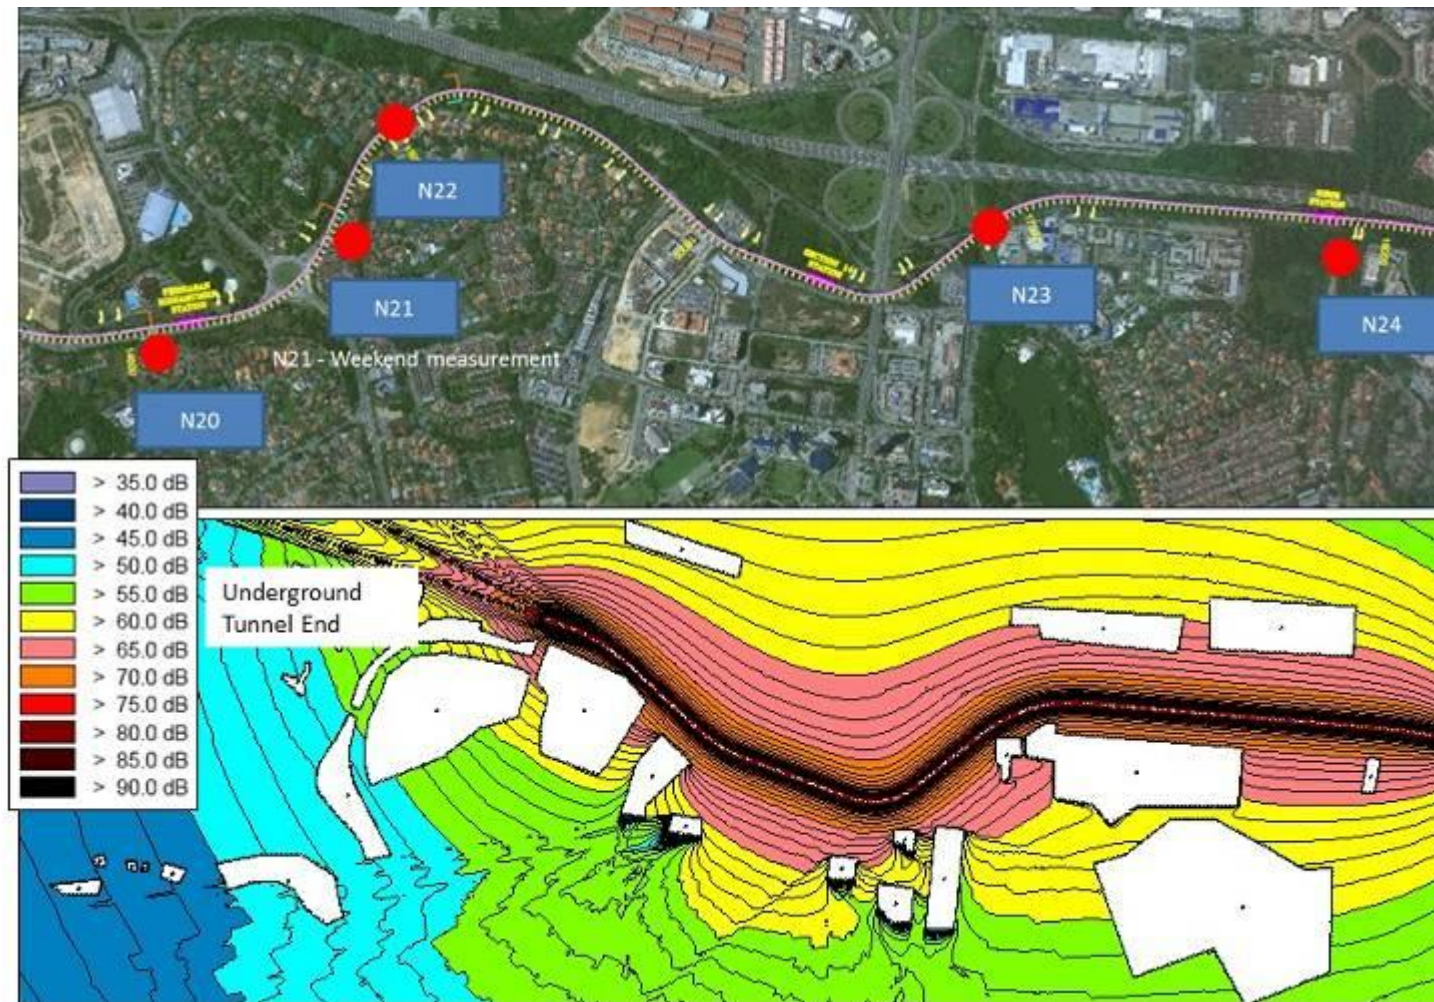 N22
N21
N23
N24
N21 - Weekend measurement
N20
> 35.0 dB
> 40.0 dB
> 45.0 dB
> 50.0 dB
> 55.0 dB
> 60.0 dB
> 65.0 dB
> 70.0 dB
> 75.0 dB
> 80.0 dB
> 85.0 dB
> 90.0 dB
Underground
Tunnel End